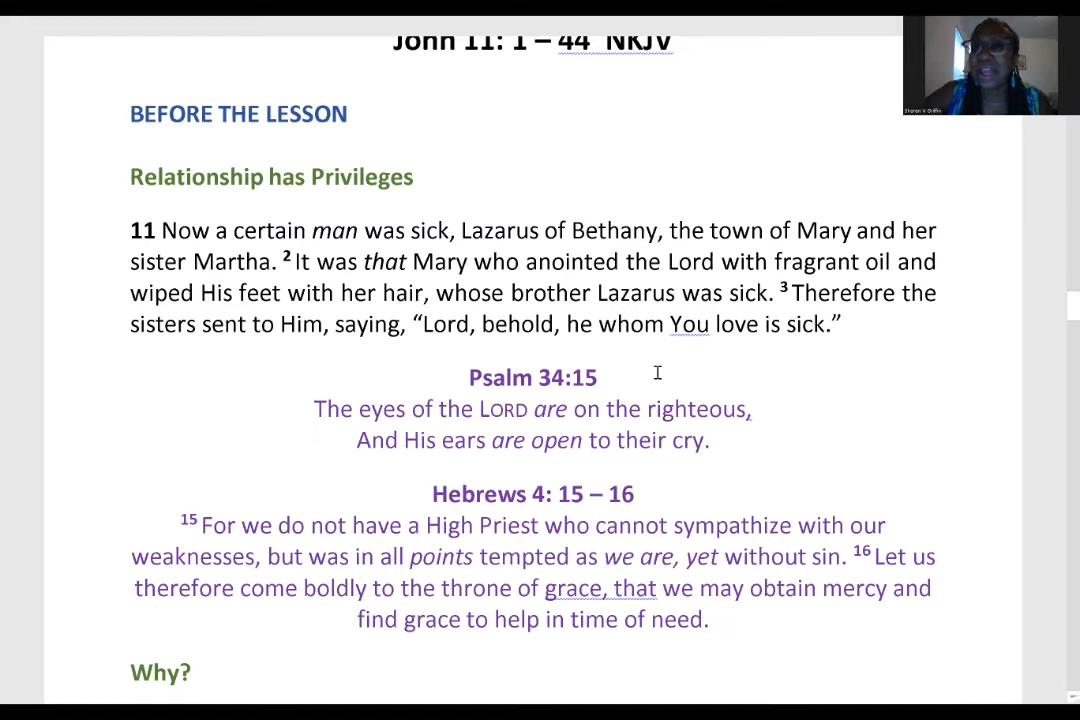 John 11: 1 – 44 NKJV
Sharon V Griffin
BEFORE THE LESSON
Relationship has Privileges
11 Now a certain man was sick, Lazarus of Bethany, the town of Mary and her
sister Martha. 2 It was that Mary who anointed the Lord with fragrant oil and
wiped His feet with her hair, whose brother Lazarus was sick. 3 Therefore the
sisters sent to Him, saying, “Lord, behold, he whom You love is sick.”
Psalm 34:15
The eyes of the LORD are on the righteous,
And His ears are open to their cry.
Hebrews 4: 15 – 16
15 For we do not have a High Priest who cannot sympathize with our
weaknesses, but was in all points tempted as we are, yet without sin. 16 Let us
therefore come boldly to the throne of grace, that we may obtain mercy and
find grace to help in time of need.
Why?